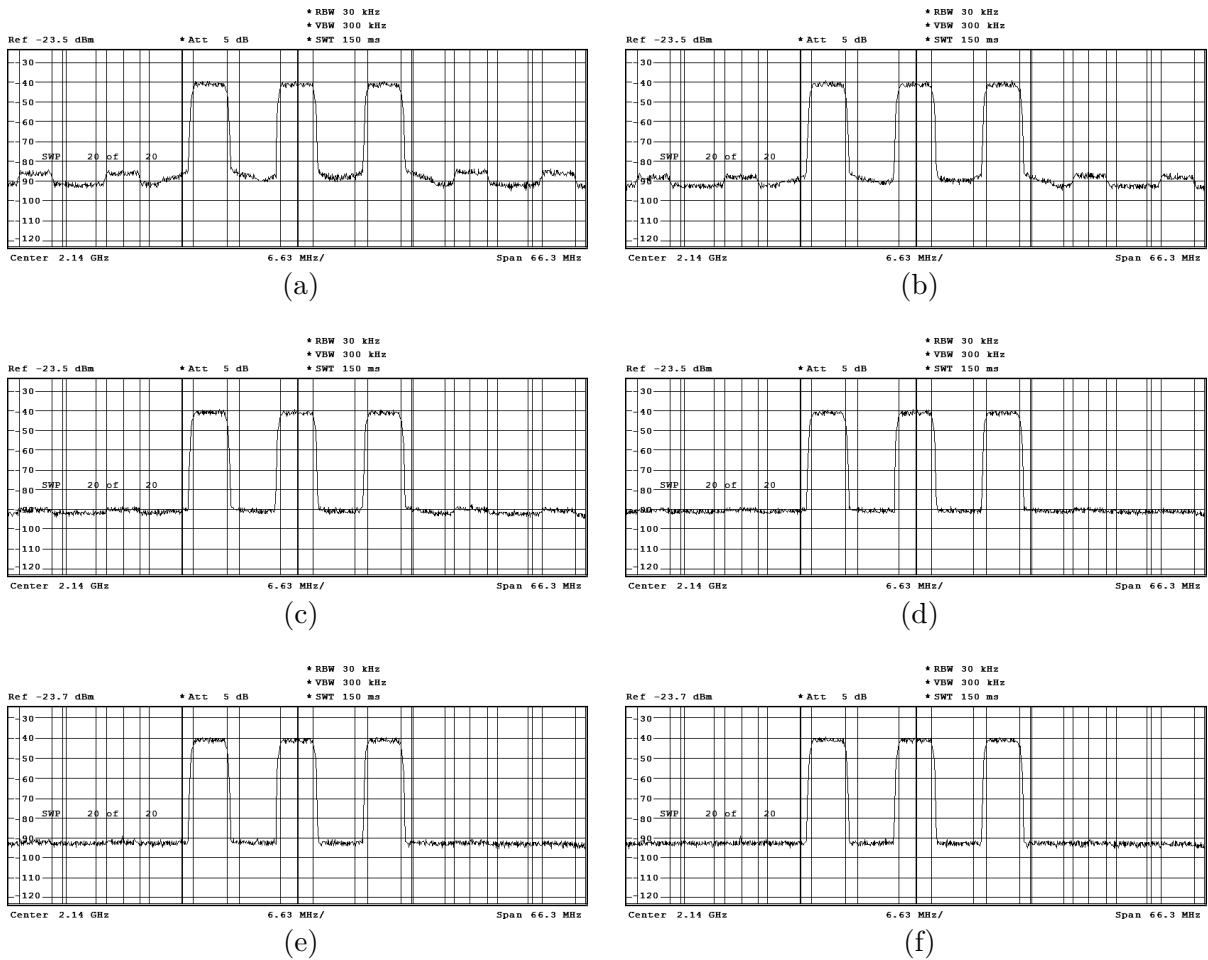 * RBW 30 kHz
* VBW 300 kHz
Ref -23.5 dBm * Att 5 dB * SWT 150 ms
-30
-40
-50
-60
-70
-80
SWP 20 of 20
-90
-100
-110
-120
Center 2.14 GHz 6.63 MHz/ Span 66.3 MHz
(a)
* RBW 30 kHz
* VBW 300 kHz
Ref -23.5 dBm * Att 5 dB * SWT 150 ms
-30
-40
-50
-60
-70
-80
SWP 20 of 20
-90
-100
-110
-120
Center 2.14 GHz 6.63 MHz/ Span 66.3 MHz
(b)
* RBW 30 kHz
* VBW 300 kHz
Ref -23.5 dBm * Att 5 dB * SWT 150 ms
-30
-40
-50
-60
-70
SWP 20 of 20
-80
-90
-100
-110
-120
Center 2.14 GHz 6.63 MHz/ Span 66.3 MHz
(c)
* RBW 30 kHz
* VBW 300 kHz
Ref -23.5 dBm * Att 5 dB * SWT 150 ms
-30
-40
-50
-60
-70
SWP 20 of 20
-80
-90
-100
-110
-120
Center 2.14 GHz 6.63 MHz/ Span 66.3 MHz
(d)
* RBW 30 kHz
* VBW 300 kHz
Ref -23.7 dBm * Att 5 dB * SWT 150 ms
-30
-40
-50
-60
-70
SWP 20 of 20
-80
-90
-100
-110
-120
Center 2.14 GHz 6.63 MHz/ Span 66.3 MHz
(e)
* RBW 30 kHz
* VBW 300 kHz
Ref -23.7 dBm * Att 5 dB * SWT 150 ms
-30
-40
-50
-60
-70
SWP 20 of 20
-80
-90
-100
-110
-120
Center 2.14 GHz 6.63 MHz/ Span 66.3 MHz
(f)